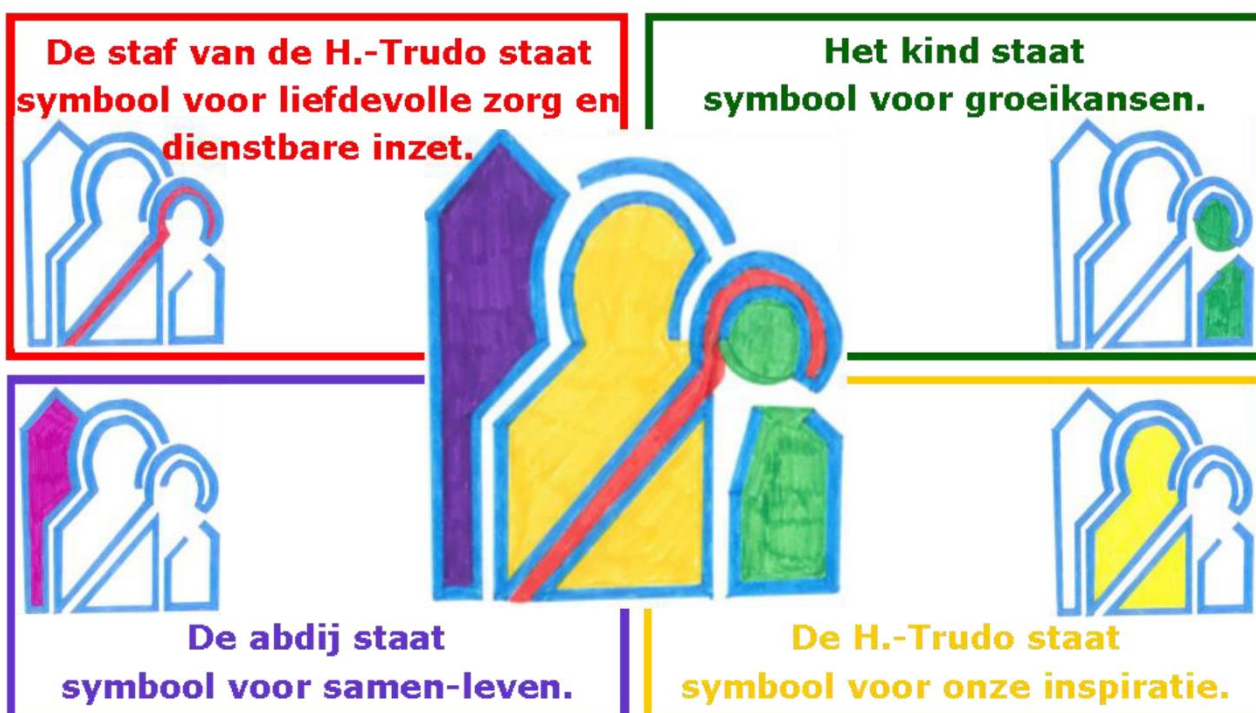 De staf van de H.-Trudo staat
symbool voor liefdevolle zorg en
dienstbare inzet.
Het kind staat
symbool voor groeikansen.
De abdij staat
symbool voor samen-leven.
De H.-Trudo staat
symbool voor onze inspiratie.